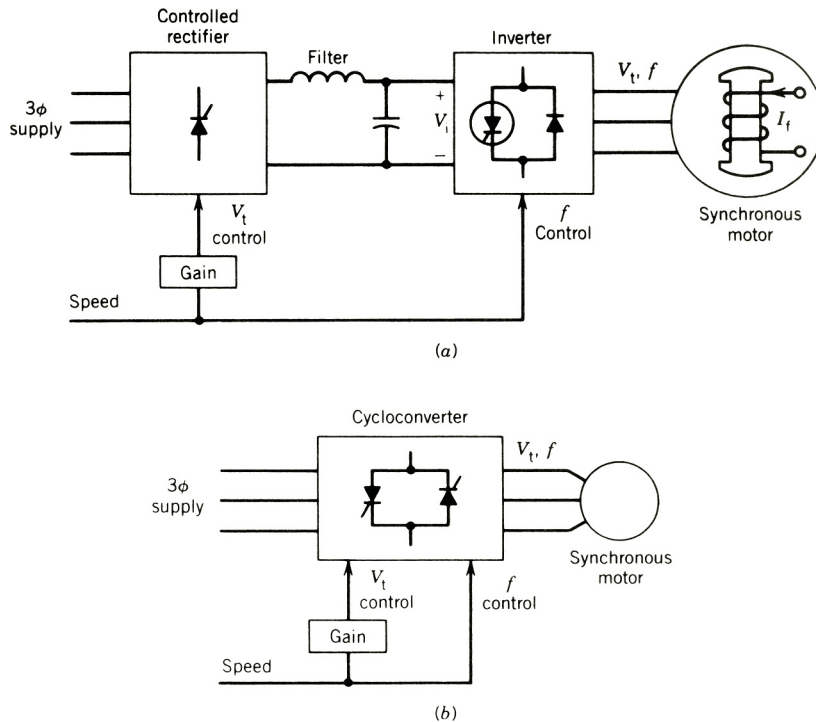 Controlled
rectifier
Filter
Inverter
3ϕ
supply
+
V_i
−
V_t, f
I_f
Synchronous
motor
V_t
control
f
Control
Gain
Speed
(a)
Cycloconverter
3ϕ
supply
V_t, f
Synchronous
motor
V_t
control
f
control
Gain
Speed
(b)